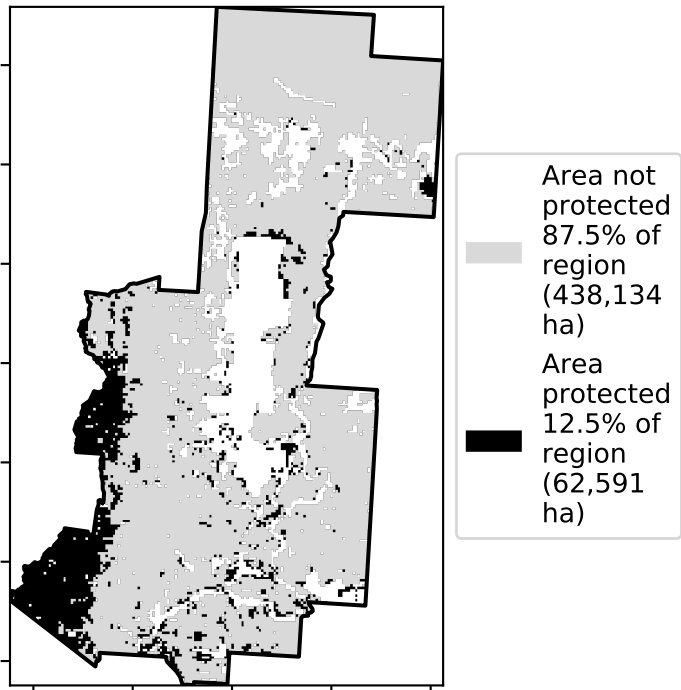 Area not
protected
87.5% of
region
(438,134
ha)
Area
protected
12.5% of
region
(62,591
ha)